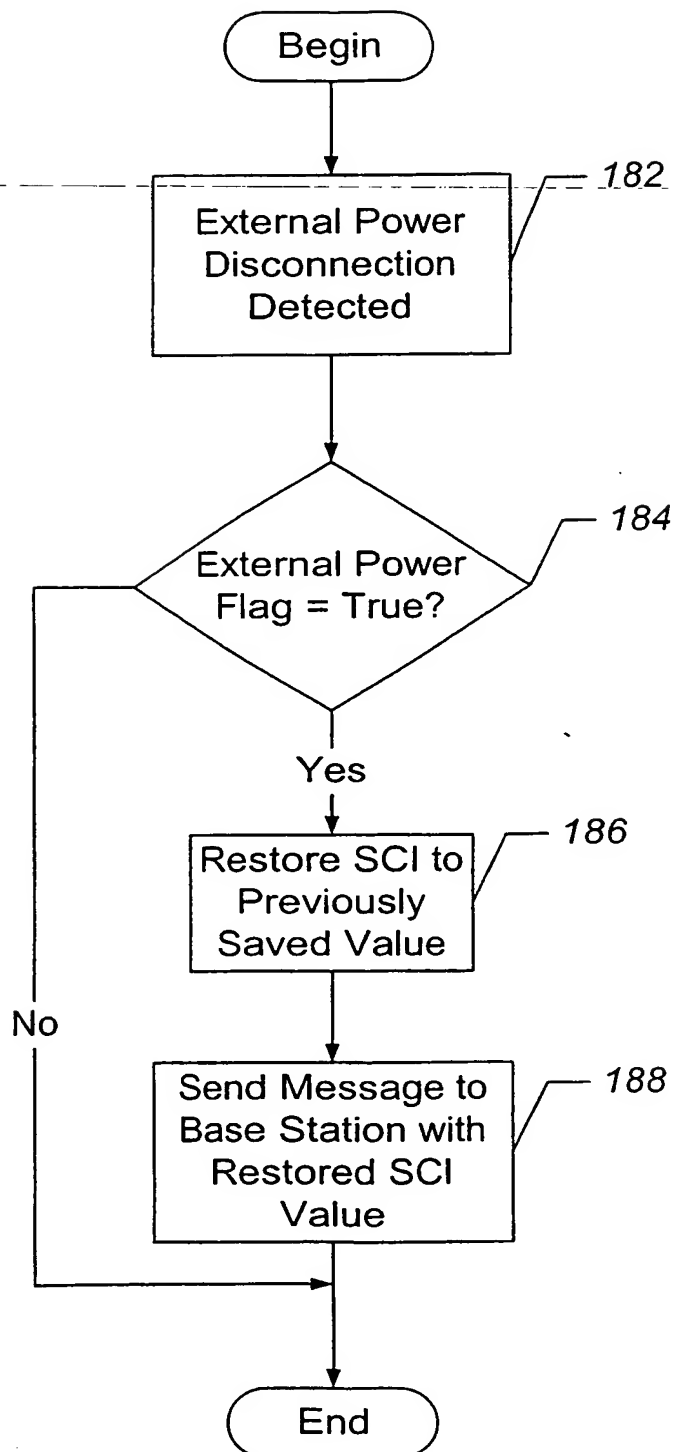 Begin
182
External Power
Disconnection
Detected
184
External Power
Flag = True?
Yes
186
Restore SCI to
Previously
Saved Value
No
188
Send Message to
Base Station with
Restored SCI
Value
End